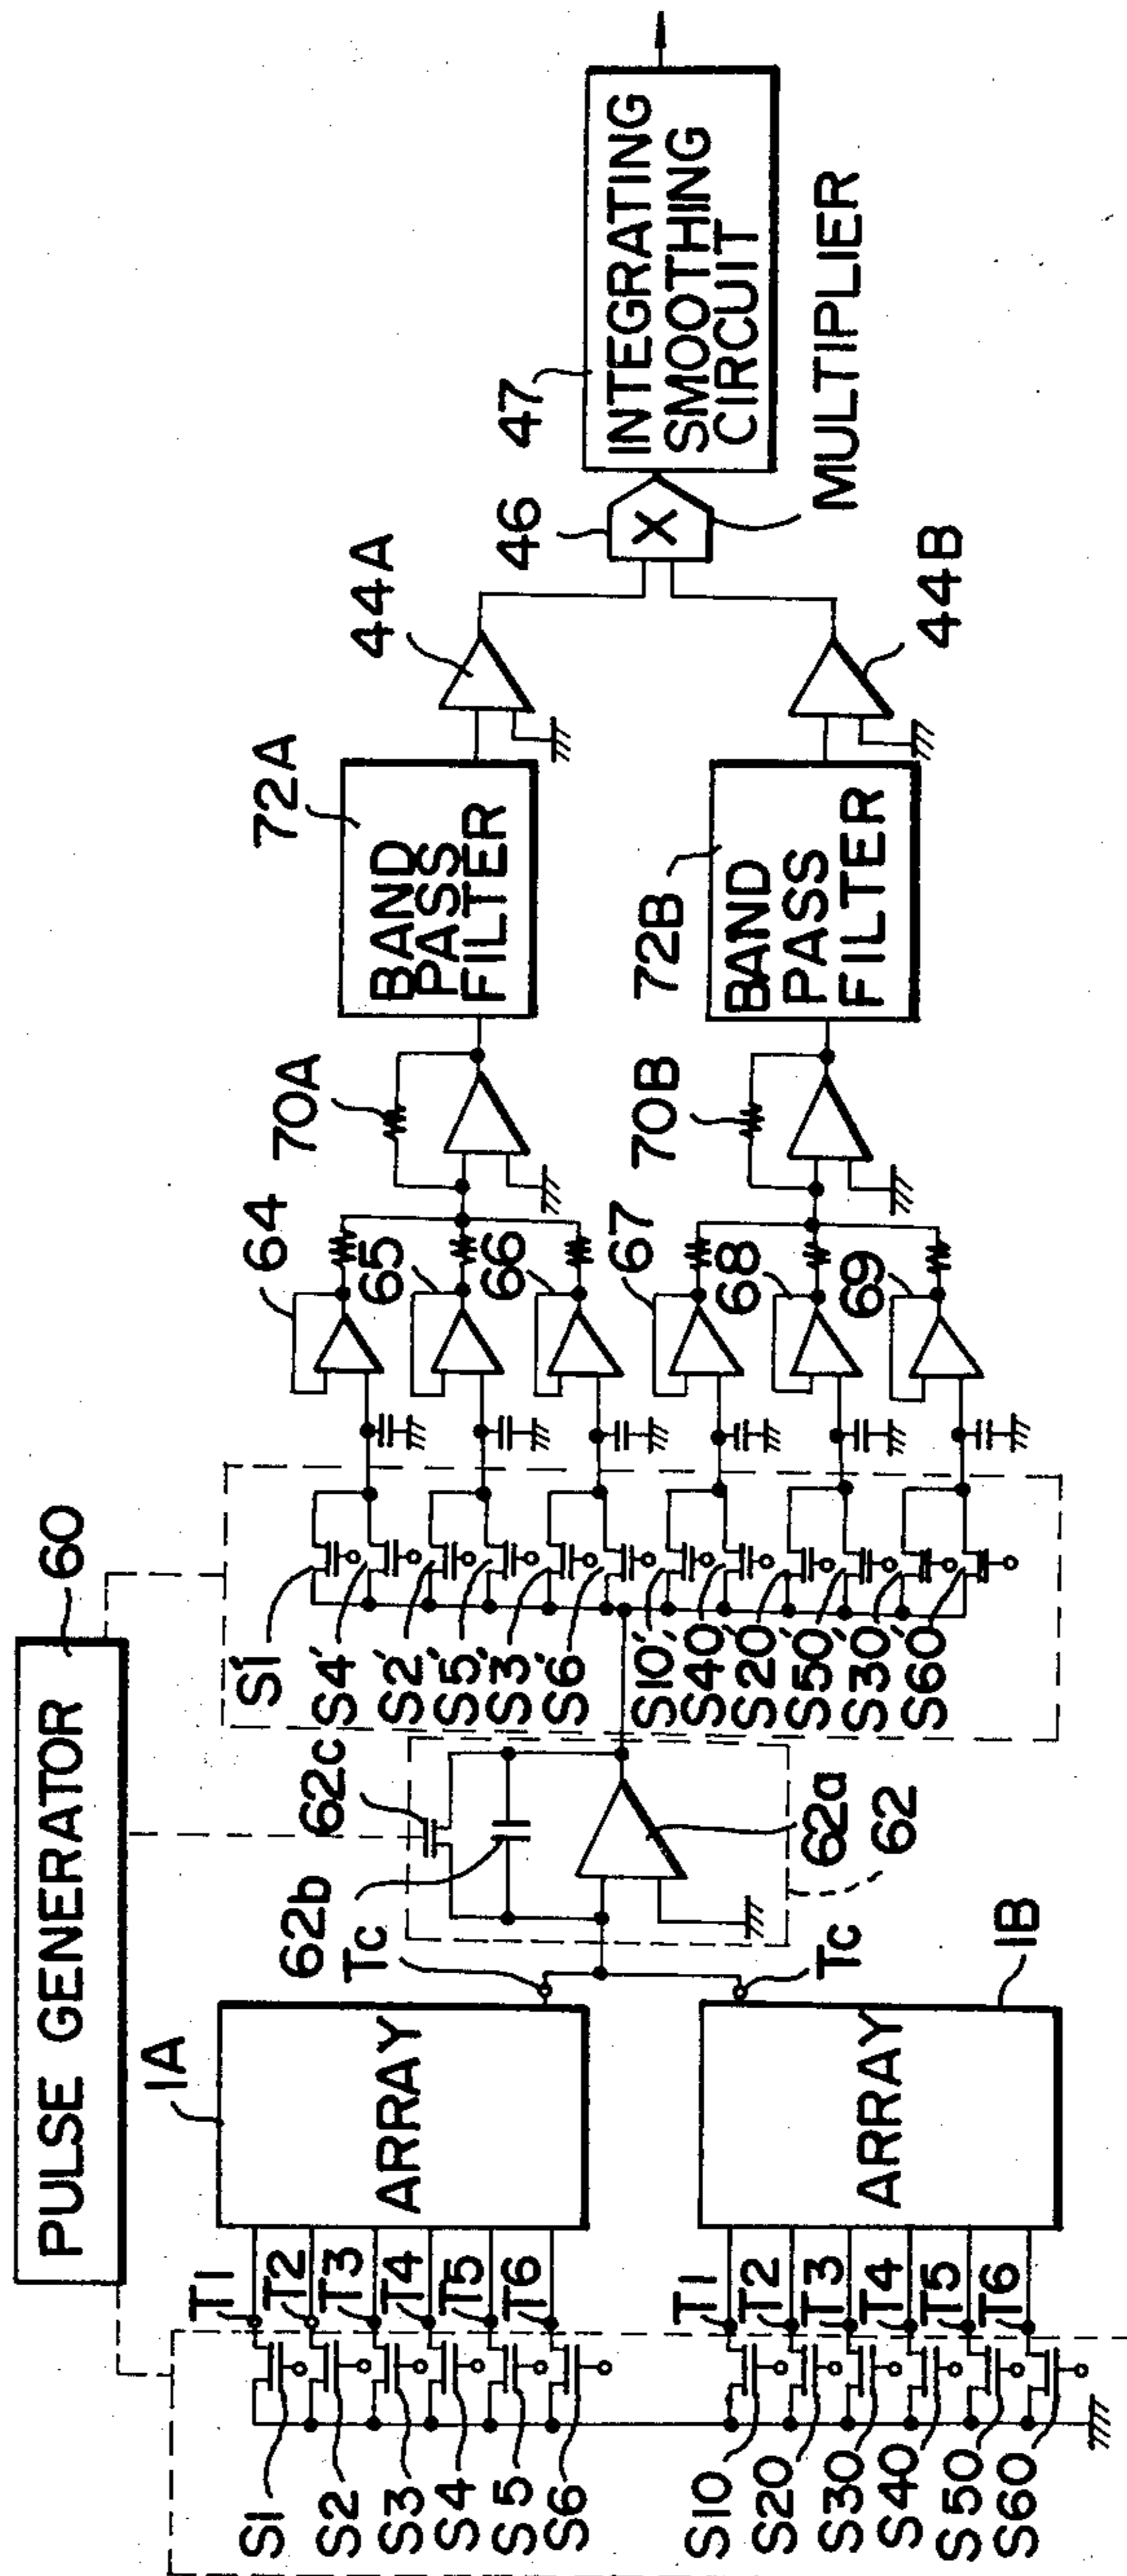 PULSE GENERATOR
60
1A
ARRAY
T1
T2
T3
T4
T5
T6
S1
S2
S3
S4
S5
S6
Tc
1B
ARRAY
T1
T2
T3
T4
T5
T6
S10
S20
S30
S40
S50
S60
Tc
62b
62c
62a
62
S1'
S4'
S2'
S5'
S3'
S6'
S10'
S40'
S20'
S50'
S30'
S60'
64
65
66
67
68
69
70A
70B
72A
BAND
PASS
FILTER
72B
BAND
PASS
FILTER
44A
44B
46
X
MULTIPLIER
47
INTEGRATING
SMOOTHING
CIRCUIT